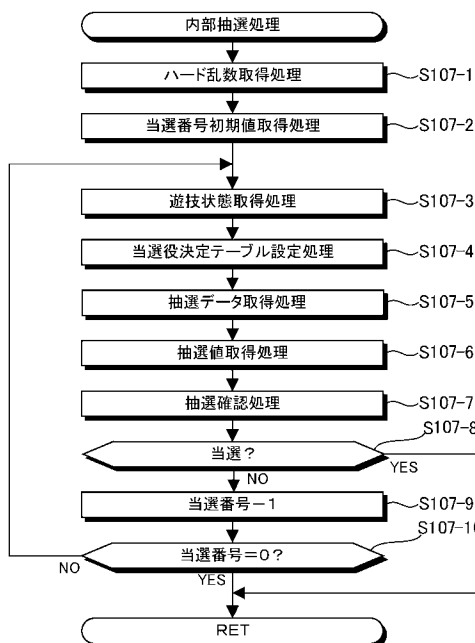 内部抽選処理
ハード乱数取得処理 S107-1
当選番号初期値取得処理 S107-2
遊技状態取得処理 S107-3
当選役決定テーブル設定処理 S107-4
抽選データ取得処理 S107-5
抽選値取得処理 S107-6
抽選確認処理 S107-7
S107-8
当選?
YES
NO
当選番号-1 S107-9
S107-10
当選番号=0?
NO
YES
RET